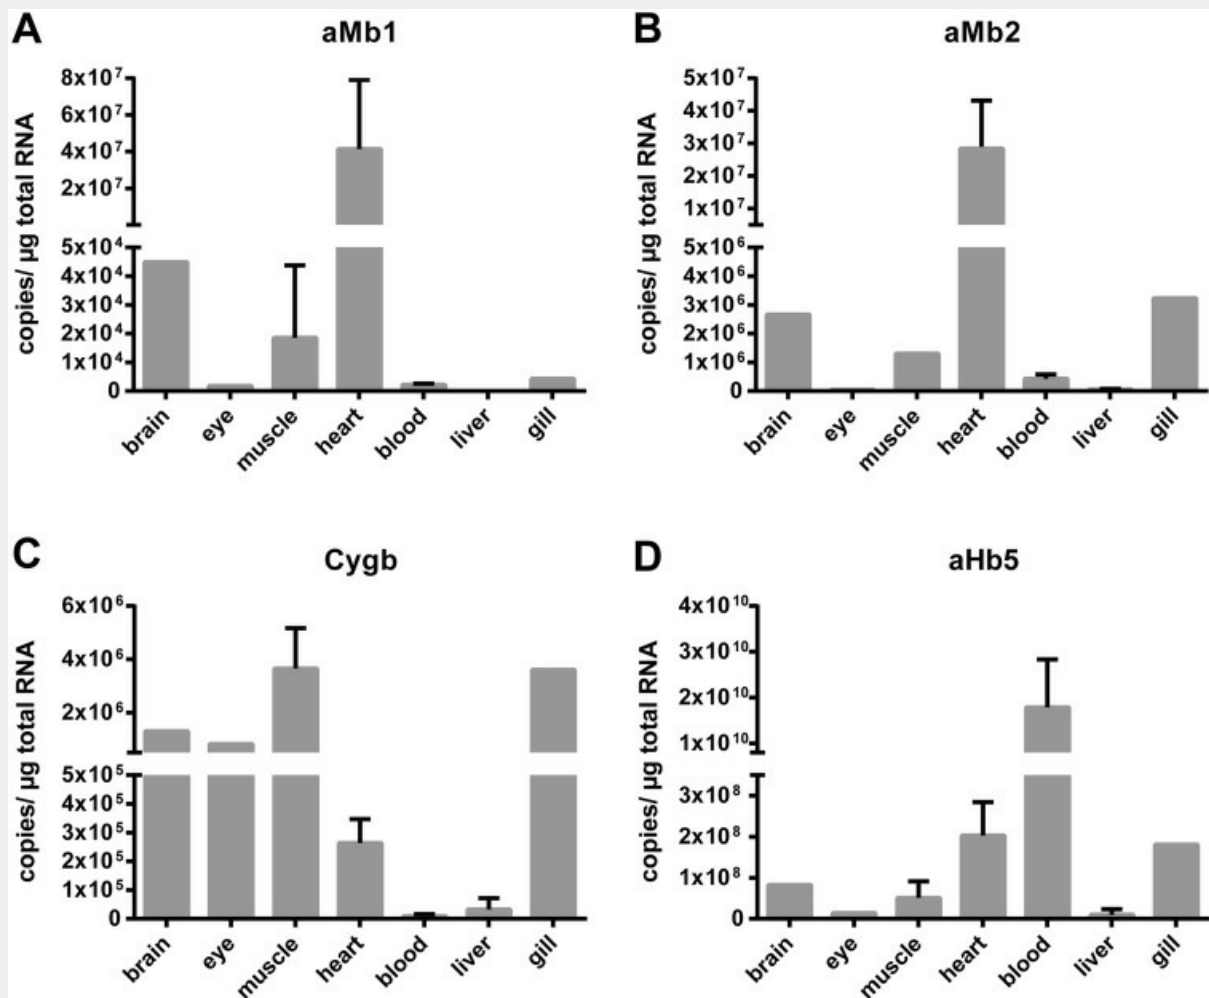 A
aMb1
copies/ µg total RNA
8x10⁷
6x10⁷
4x10⁷
2x10⁷
5x10⁴
4x10⁴
3x10⁴
2x10⁴
1x10⁴
0
brain
eye
muscle
heart
blood
liver
gill
B
aMb2
copies/ µg total RNA
5x10⁷
4x10⁷
3x10⁷
2x10⁷
1x10⁷
5x10⁶
4x10⁶
3x10⁶
2x10⁶
1x10⁶
0
brain
eye
muscle
heart
blood
liver
gill
C
Cygb
copies/ µg total RNA
6x10⁶
4x10⁶
2x10⁶
5x10⁵
4x10⁵
3x10⁵
2x10⁵
1x10⁵
0
brain
eye
muscle
heart
blood
liver
gill
D
aHb5
copies/ µg total RNA
4x10¹⁰
3x10¹⁰
2x10¹⁰
1x10¹⁰
3x10⁸
2x10⁸
1x10⁸
0
brain
eye
muscle
heart
blood
liver
gill